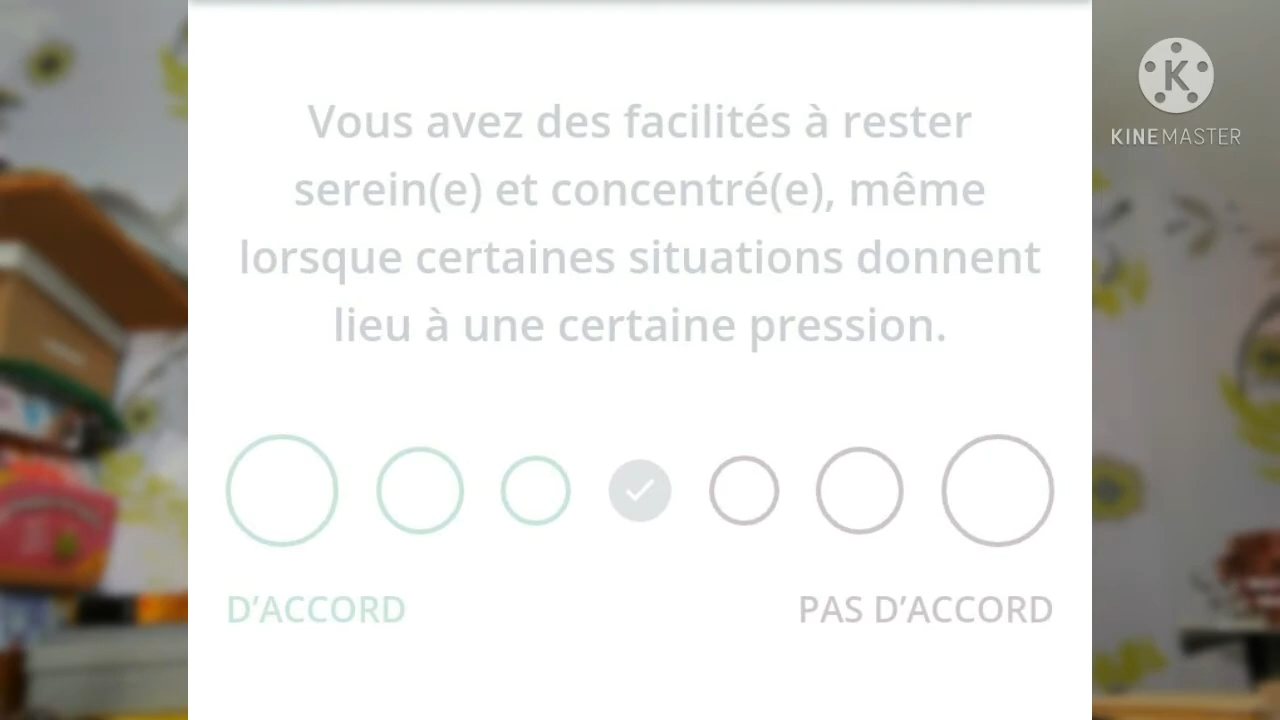 Vous avez des facilités à rester
serein(e) et concentré(e), même
lorsque certaines situations donnent
lieu à une certaine pression.
D'ACCORD
PAS D'ACCORD
K
KINEMASTER